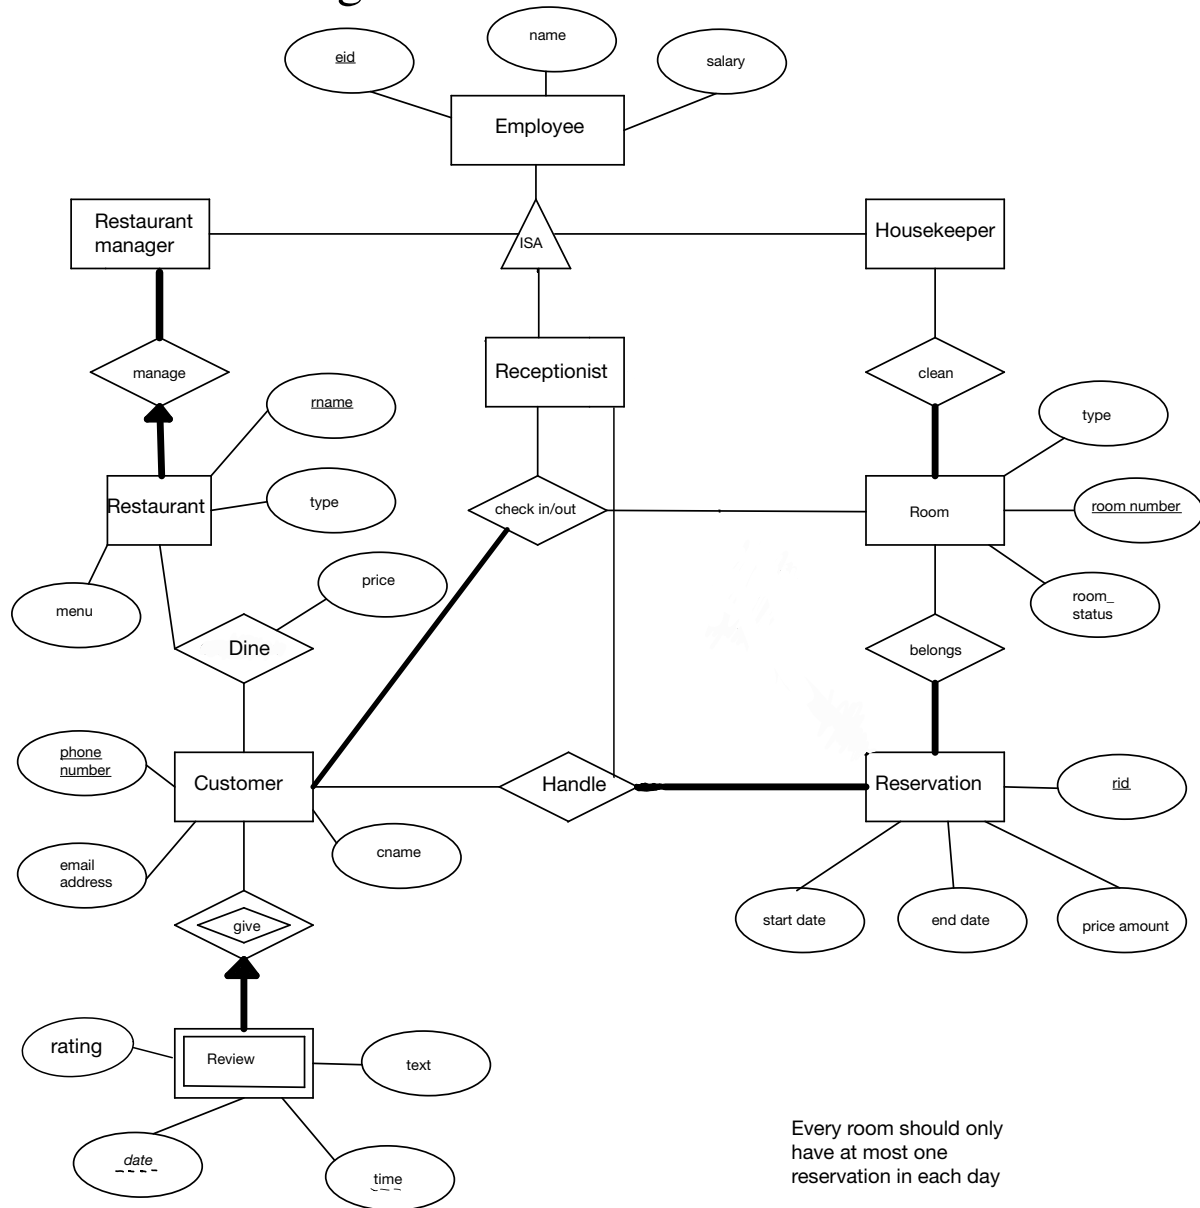 g
name
eid
salary
Employee
Restaurant
manager
ISA
Housekeeper
Receptionist
manage
clean
rname
type
type
Restaurant
check in/out
Room
room number
price
menu
room_
status
Dine
belongs
phone
number
Customer
Handle
Reservation
rid
cname
email
address
give
start date
end date
price amount
rating
Review
text
date
time
Every room should only
have at most one
reservation in each day